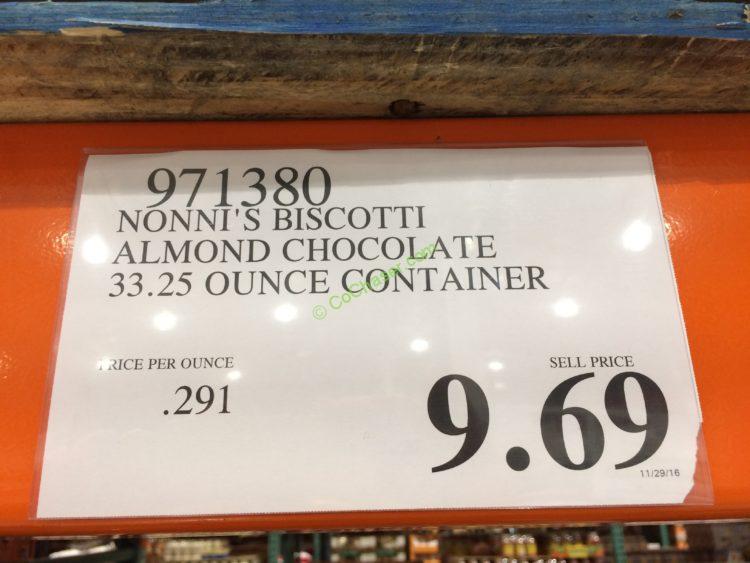 971380
NONNI'S BISCOTTI
ALMOND CHOCOLATE
33.25 OUNCE CONTAINER
© CoChaser.com
PRICE PER OUNCE
.291
SELL PRICE
9.69
11/29/16